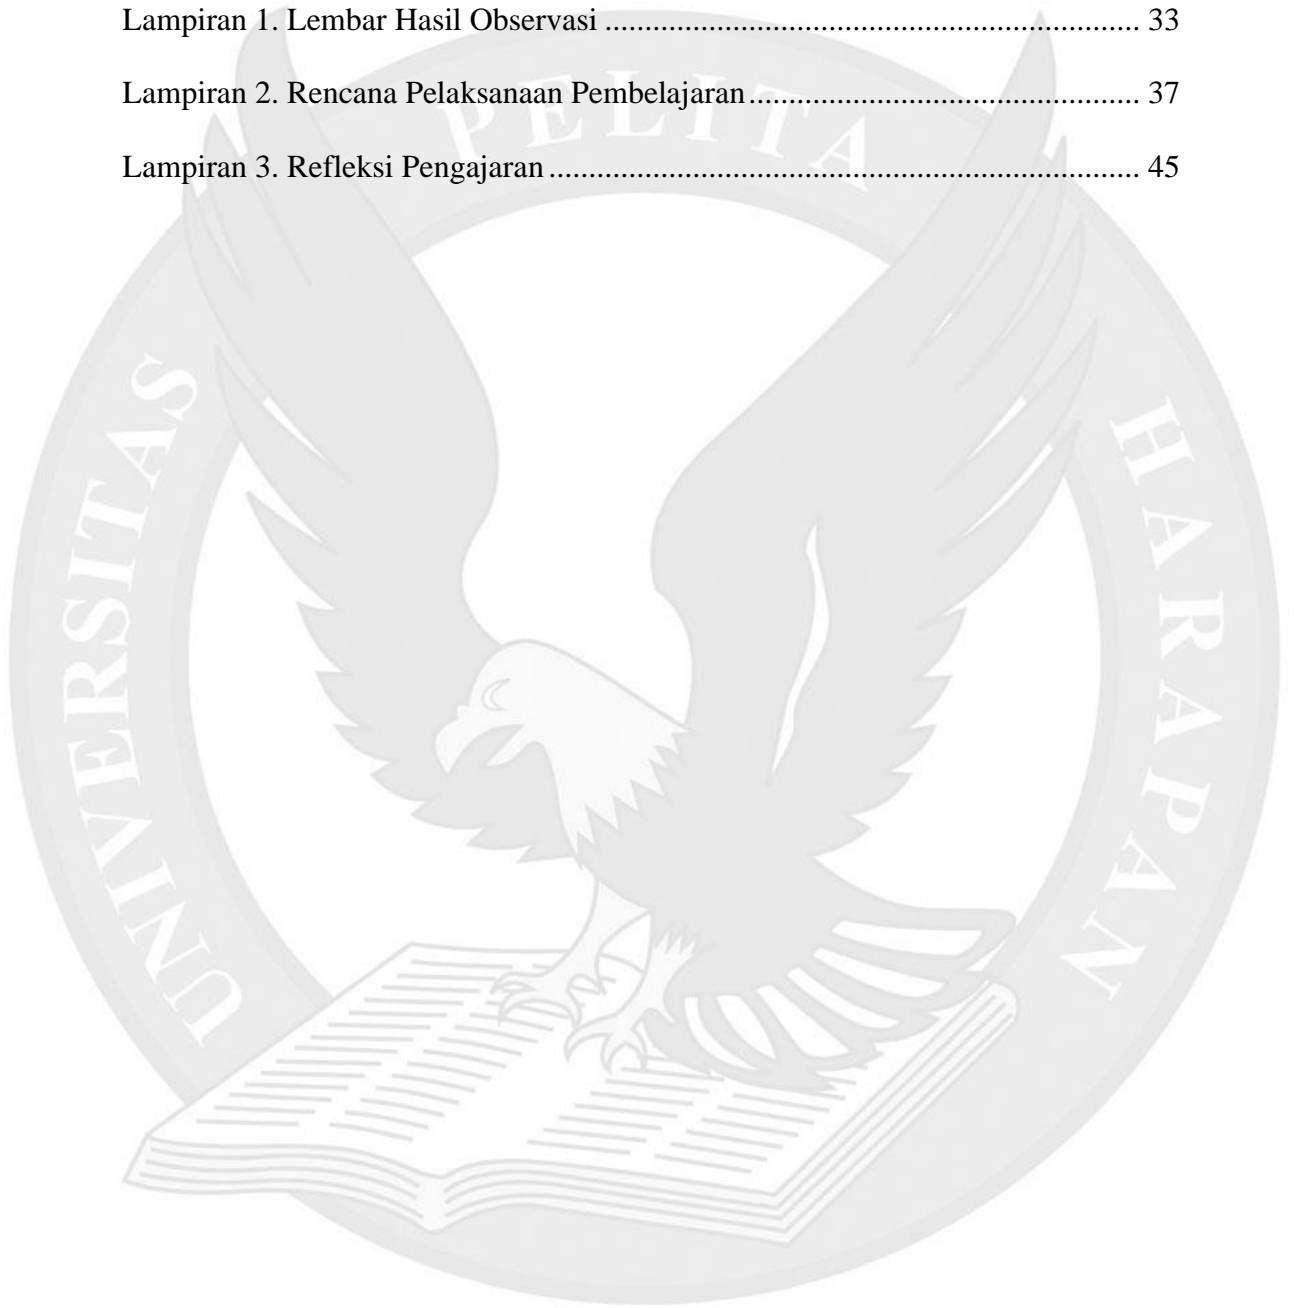 Lampiran 1. Lembar Hasil Observasi .................................................................... 33
Lampiran 2. Rencana Pelaksanaan Pembelajaran ................................................. 37
Lampiran 3. Refleksi Pengajaran ........................................................................... 45
UNIVERSITAS PELITA HARAPAN